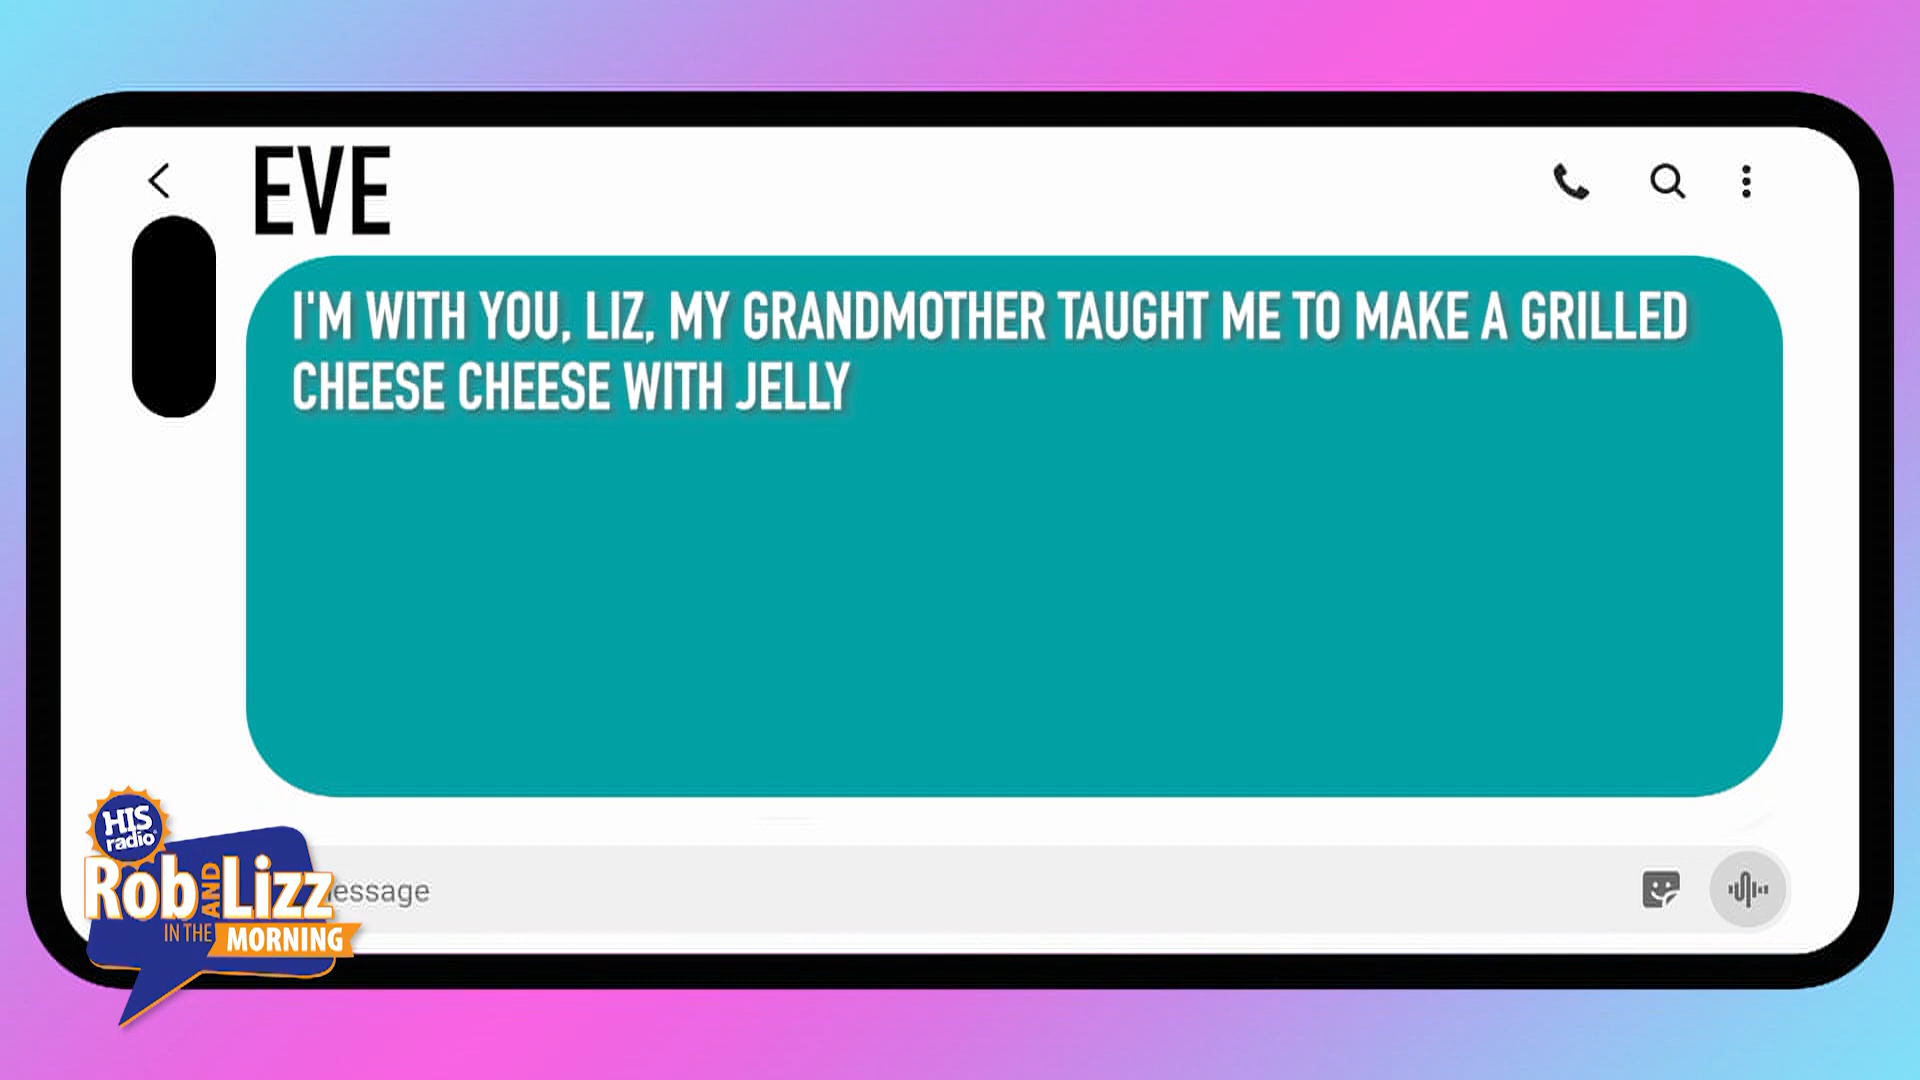 EVE
I'M WITH YOU, LIZ, MY GRANDMOTHER TAUGHT ME TO MAKE A GRILLED
CHEESE CHEESE WITH JELLY
HIS
radio
Rob AND Lizz
IN THE MORNING
essage